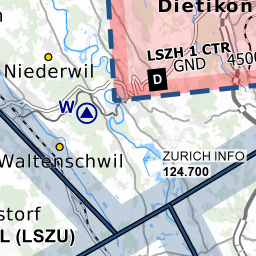 Dietikon
LSZH 1 CTR
D
GND
4500
Niederwil
W
Waltenschwil
ZURICH INFO
124.700
L (LSZU)